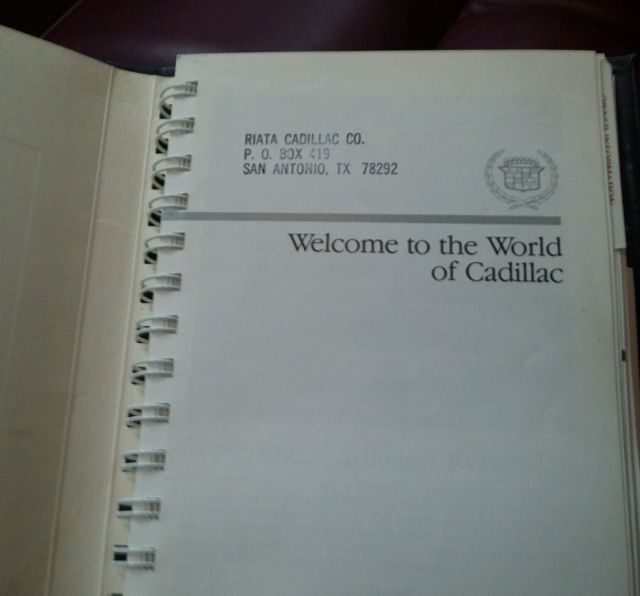 RIATA CADILLAC CO.
P. O. BOX 419
SAN ANTONIO, TX 78292
Welcome to the World
of Cadillac